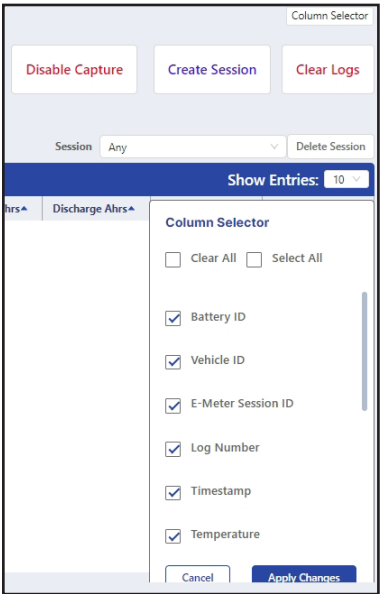 Column Selector
Disable Capture Create Session Clear Logs
Session Any Delete Session
Show Entries: 10
hrs Discharge Ahrs
Column Selector
Clear All Select All
Battery ID
Vehicle ID
E-Meter Session ID
Log Number
Timestamp
Temperature
Cancel Apply Changes